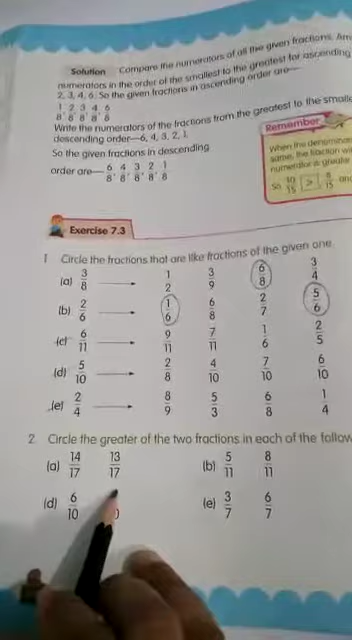 Solution Compare the numerators of all the given fractions.
numerators in the order of the smallest to the greatest for ascending
2, 3, 4, 6. So the given fractions in ascending order are—
1/8, 2/8, 3/8, 4/8, 6/8
Write the numerators of the fractions from the greatest to the
descending order—6, 4, 3, 2, 1
So the given fractions in descending
order are— 6/8, 4/8, 3/8, 2/8, 1/8
Remember
When the
same, the fraction
numerator is greater
So 10/15 > 8/15
Exercise 7.3
1 Circle the fractions that are like fractions of the given one.
(a) 3/8 → 1/2 3/9 6/8 3/4
(b) 2/6 → 1/6 6/8 2/7 5/6
(c) 6/11 → 9/11 7/11 1/6 2/5
(d) 5/10 → 2/8 4/10 7/10 6/10
(e) 2/4 → 8/9 5/3 6/8 1/4
2 Circle the greater of the two fractions in each of the
(a) 14/17 13/17 (b) 5/11 8/11
(d) 6/10 (e) 3/7 6/7